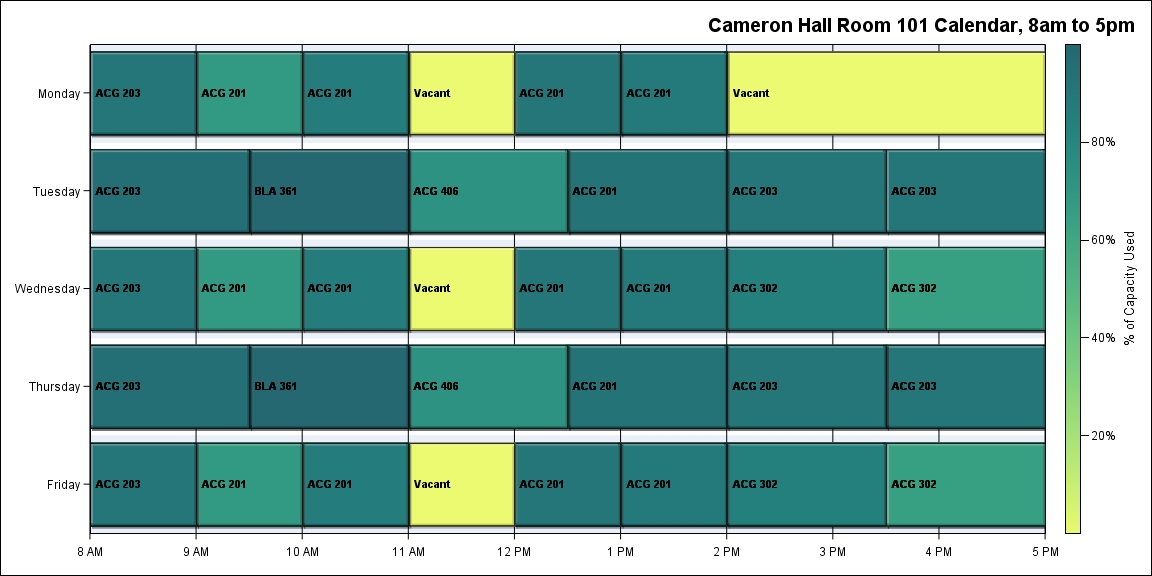 Cameron Hall Room 101 Calendar, 8am to 5pm
Monday
ACG 203
ACG 201
ACG 201
Vacant
ACG 201
ACG 201
Vacant
Tuesday
ACG 203
BLA 361
ACG 406
ACG 201
ACG 203
ACG 203
Wednesday
ACG 203
ACG 201
ACG 201
Vacant
ACG 201
ACG 201
ACG 302
ACG 302
Thursday
ACG 203
BLA 361
ACG 406
ACG 201
ACG 203
ACG 203
Friday
ACG 203
ACG 201
ACG 201
Vacant
ACG 201
ACG 201
ACG 302
ACG 302
8 AM
9 AM
10 AM
11 AM
12 PM
1 PM
2 PM
3 PM
4 PM
5 PM
80%
60%
40%
20%
% of Capacity Used